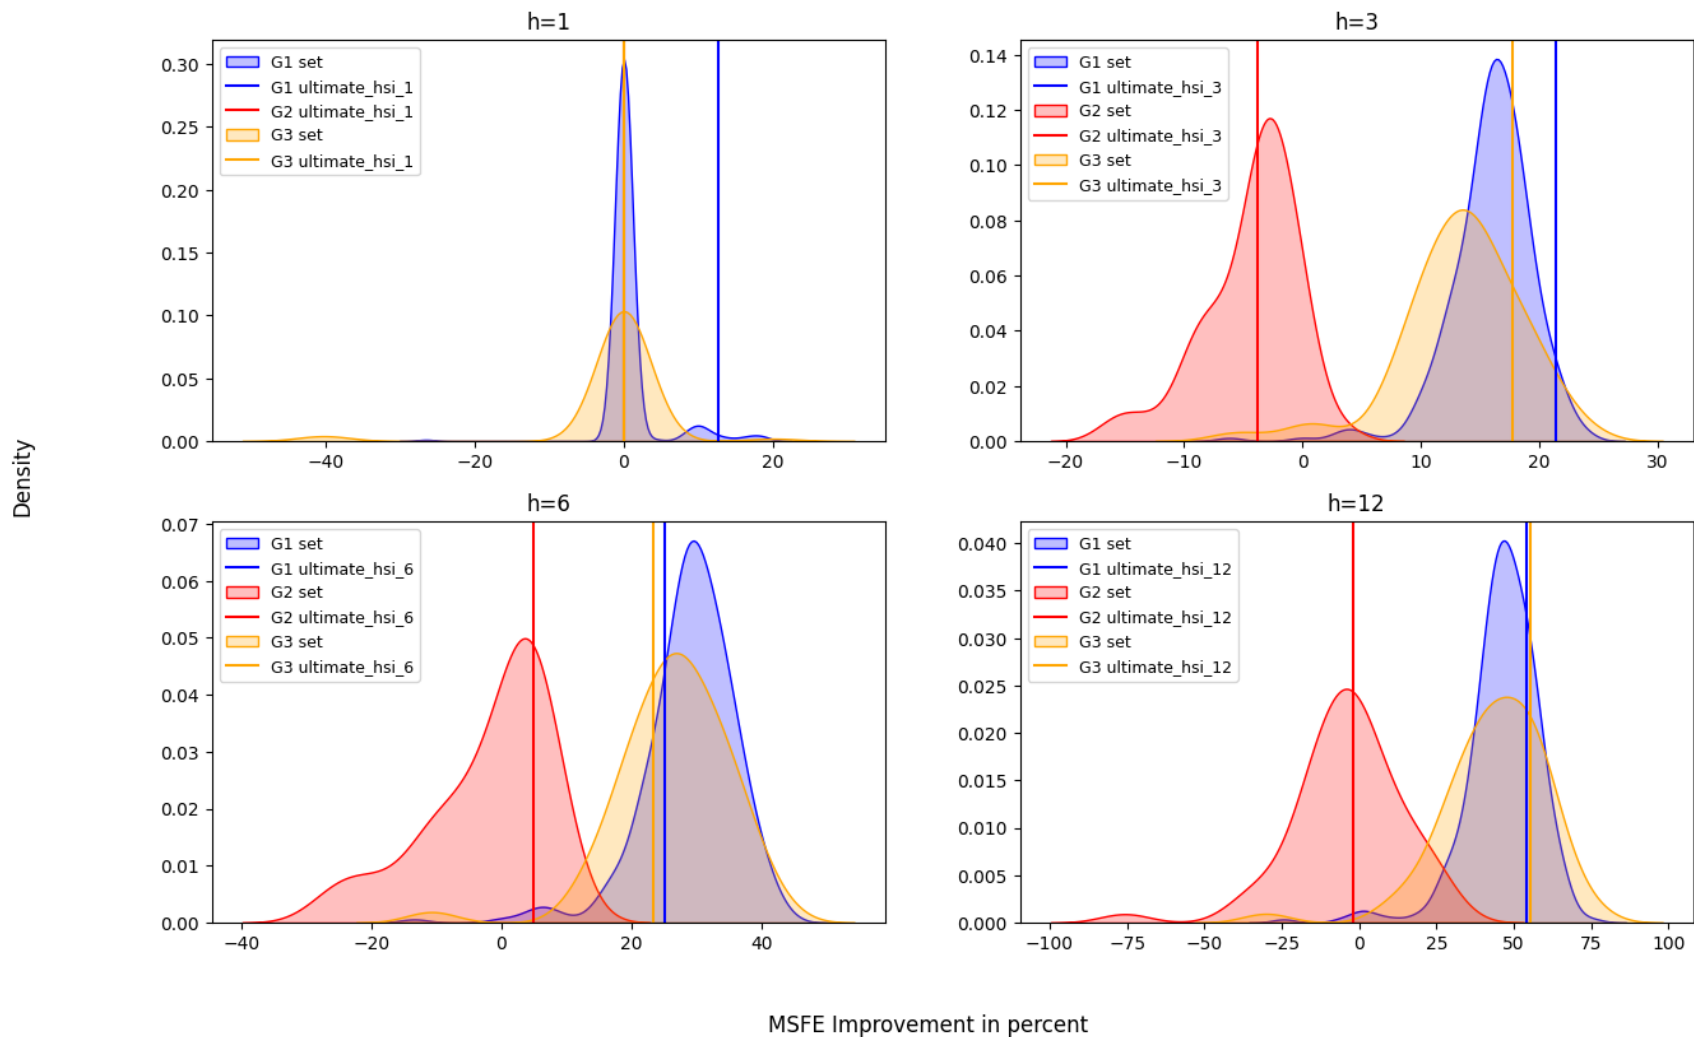 h=1
G1 set
G1 ultimate_hsi_1
G2 ultimate_hsi_1
G3 set
G3 ultimate_hsi_1
0.30
0.25
0.20
0.15
0.10
0.05
0.00
−40
−20
0
20
h=3
G1 set
G1 ultimate_hsi_3
G2 set
G2 ultimate_hsi_3
G3 set
G3 ultimate_hsi_3
0.14
0.12
0.10
0.08
0.06
0.04
0.02
0.00
−20
−10
0
10
20
30
Density
h=6
G1 set
G1 ultimate_hsi_6
G2 set
G2 ultimate_hsi_6
G3 set
G3 ultimate_hsi_6
0.07
0.06
0.05
0.04
0.03
0.02
0.01
0.00
−40
−20
0
20
40
h=12
G1 set
G1 ultimate_hsi_12
G2 set
G2 ultimate_hsi_12
G3 set
G3 ultimate_hsi_12
0.040
0.035
0.030
0.025
0.020
0.015
0.010
0.005
0.000
−100
−75
−50
−25
0
25
50
75
100
MSFE Improvement in percent